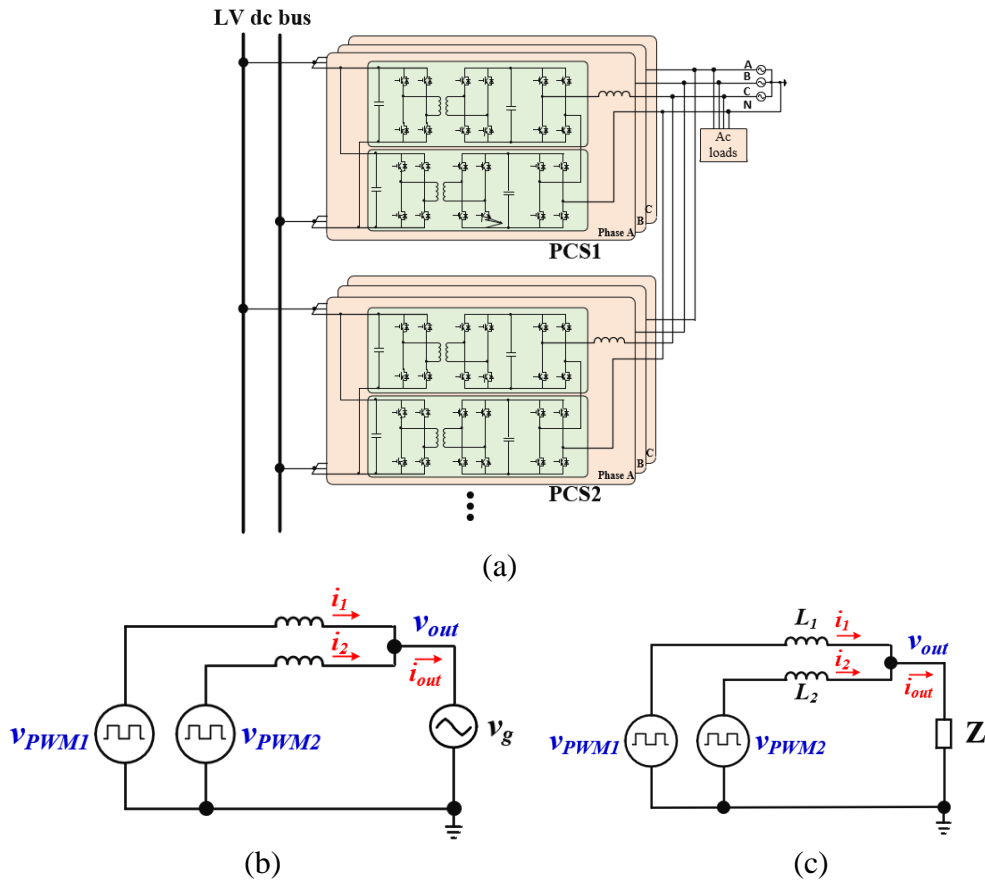 LV dc bus
A
B
C
N
Ac
loads
C
B
Phase A
PCS1
C
B
Phase A
PCS2
(a)
i1
vout
i2
iout
vPWM1
vPWM2
vg
(b)
L1
i1
vout
i2
L2
iout
vPWM1
vPWM2
Z
(c)